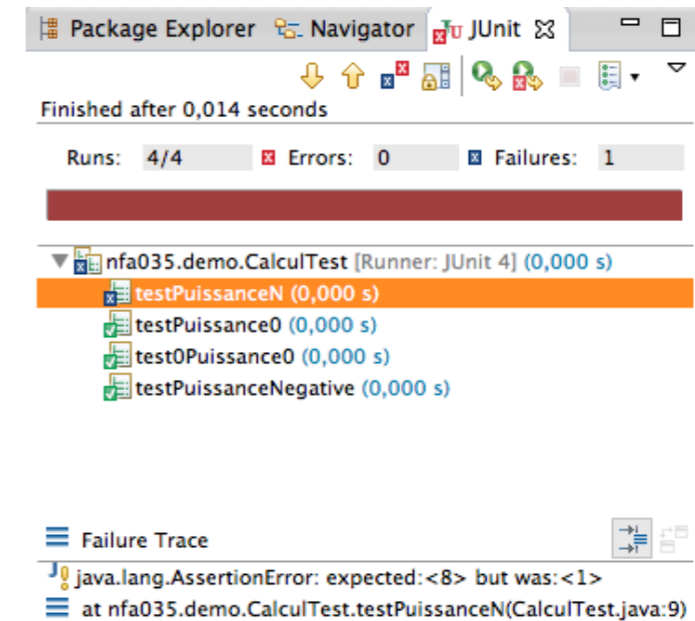 Package Explorer Navigator JUnit
Finished after 0,014 seconds
Runs: 4/4 Errors: 0 Failures: 1
nfa035.demo.CalculTest [Runner: JUnit 4] (0,000 s)
testPuissanceN (0,000 s)
testPuissance0 (0,000 s)
test0Puissance0 (0,000 s)
testPuissanceNegative (0,000 s)
Failure Trace
java.lang.AssertionError: expected:<8> but was:<1>
at nfa035.demo.CalculTest.testPuissanceN(CalculTest.java:9)